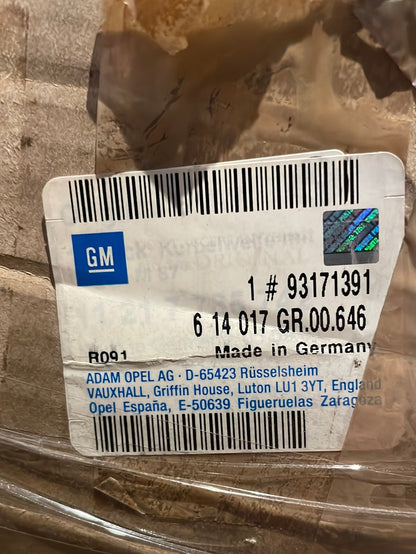 GM
1 # 93171391
6 14 017 GR.00.646
R091 Made in Germany
ADAM OPEL AG · D-65423 Rüsselsheim
VAUXHALL, Griffin House, Luton LU1 3YT, England
Opel España, E-50639 Figueruelas Zaragoza